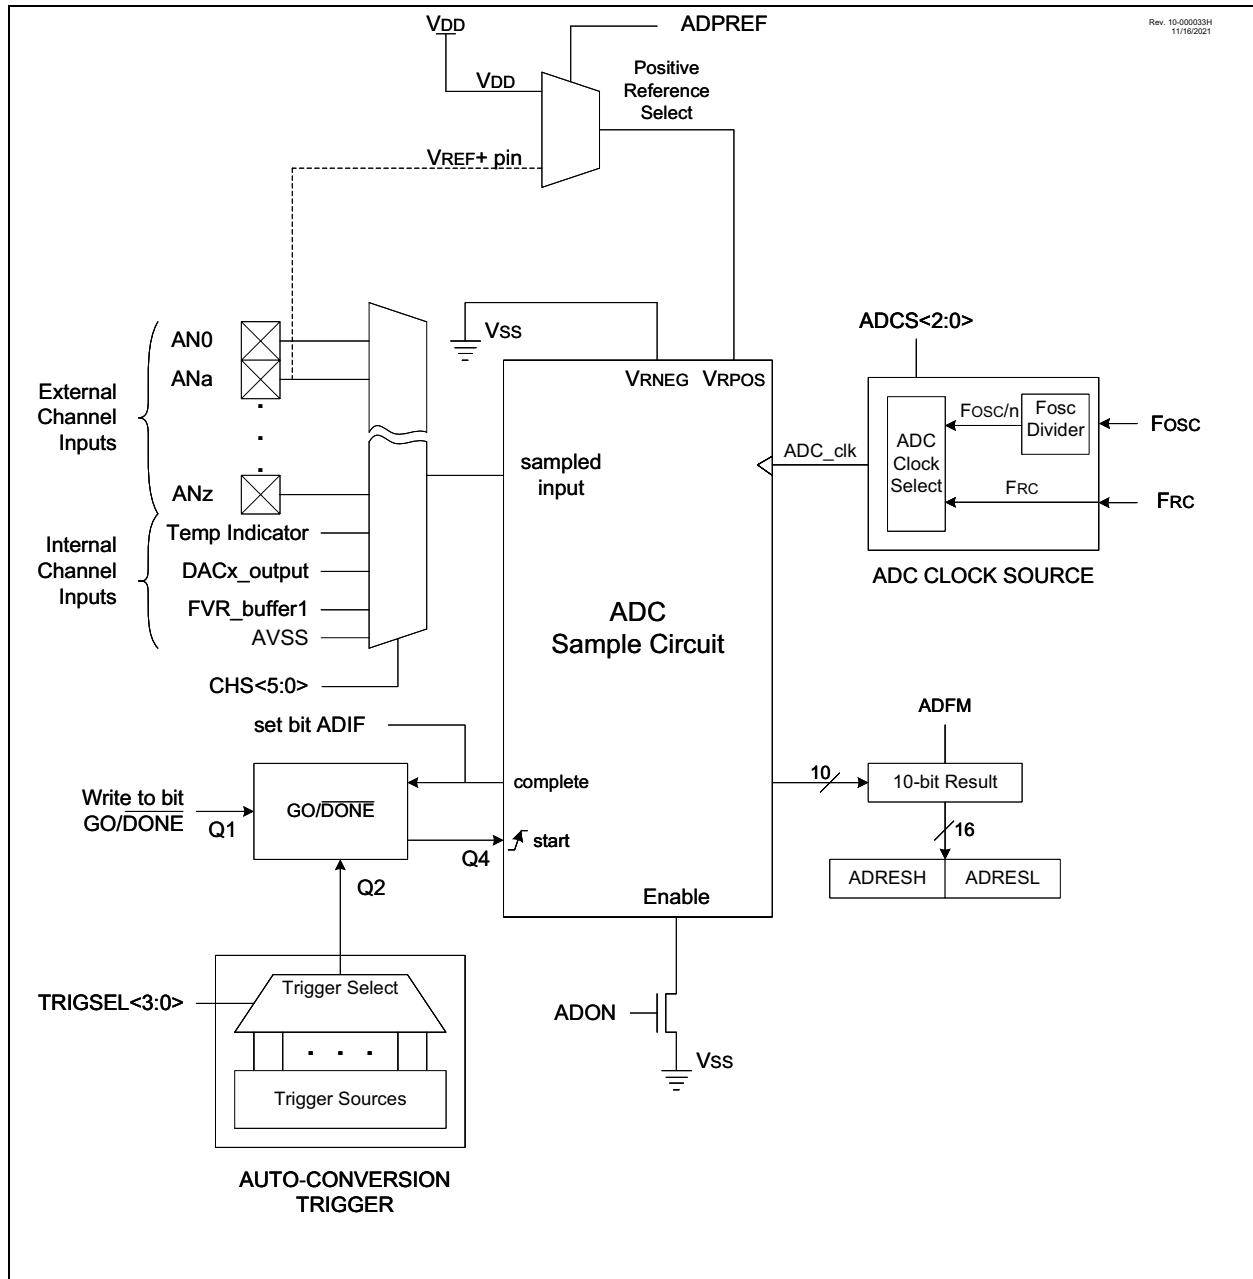 Rev. 10-000033H
11/16/2021
VDD
ADPREF
VDD
Positive
Reference
Select
VREF+ pin
AN0
ANa
External
Channel
Inputs
ANz
Internal
Channel
Inputs
Temp Indicator
DACx_output
FVR_buffer1
AVSS
CHS<5:0>
VSS
VRNEG VRPOS
sampled
input
ADC_clk
ADC
Sample Circuit
ADCS<2:0>
ADC
Clock
Select
FOSC/n
Fosc
Divider
FOSC
FRC
FRC
ADC CLOCK SOURCE
set bit ADIF
Write to bit
GO/DONE
Q1
GO/DONE
complete
Q4
start
Q2
Enable
10
ADFM
10-bit Result
16
ADRESH ADRESL
TRIGSEL<3:0>
Trigger Select
. . .
Trigger Sources
AUTO-CONVERSION
TRIGGER
ADON
VSS